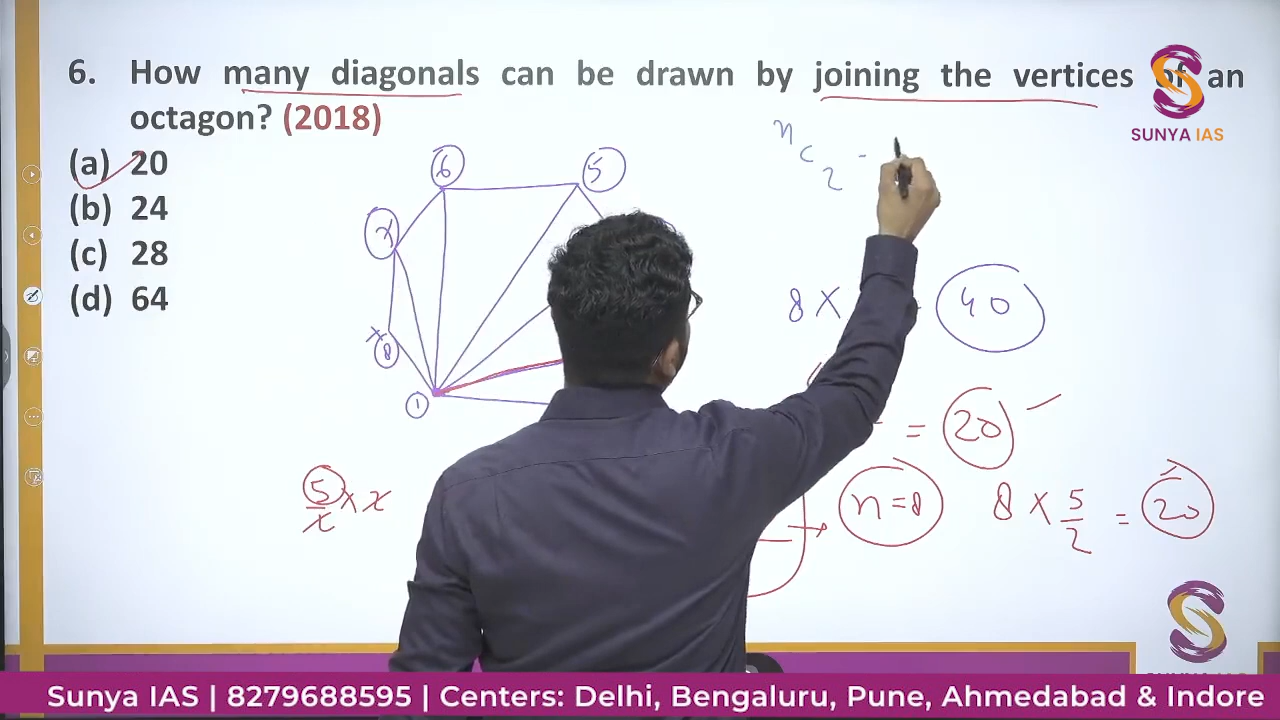 6. How many diagonals can be drawn by joining the vertices of an
octagon? (2018)
(a) 20
(b) 24
(c) 28
(d) 64
SUNYA IAS
nC2 -
6
5
7
8
1
8 ×
40
= 20
5/x × x
n=8
8 × 5/2 = 20
Sunya IAS | 8279688595 | Centers: Delhi, Bengaluru, Pune, Ahmedabad & Indore